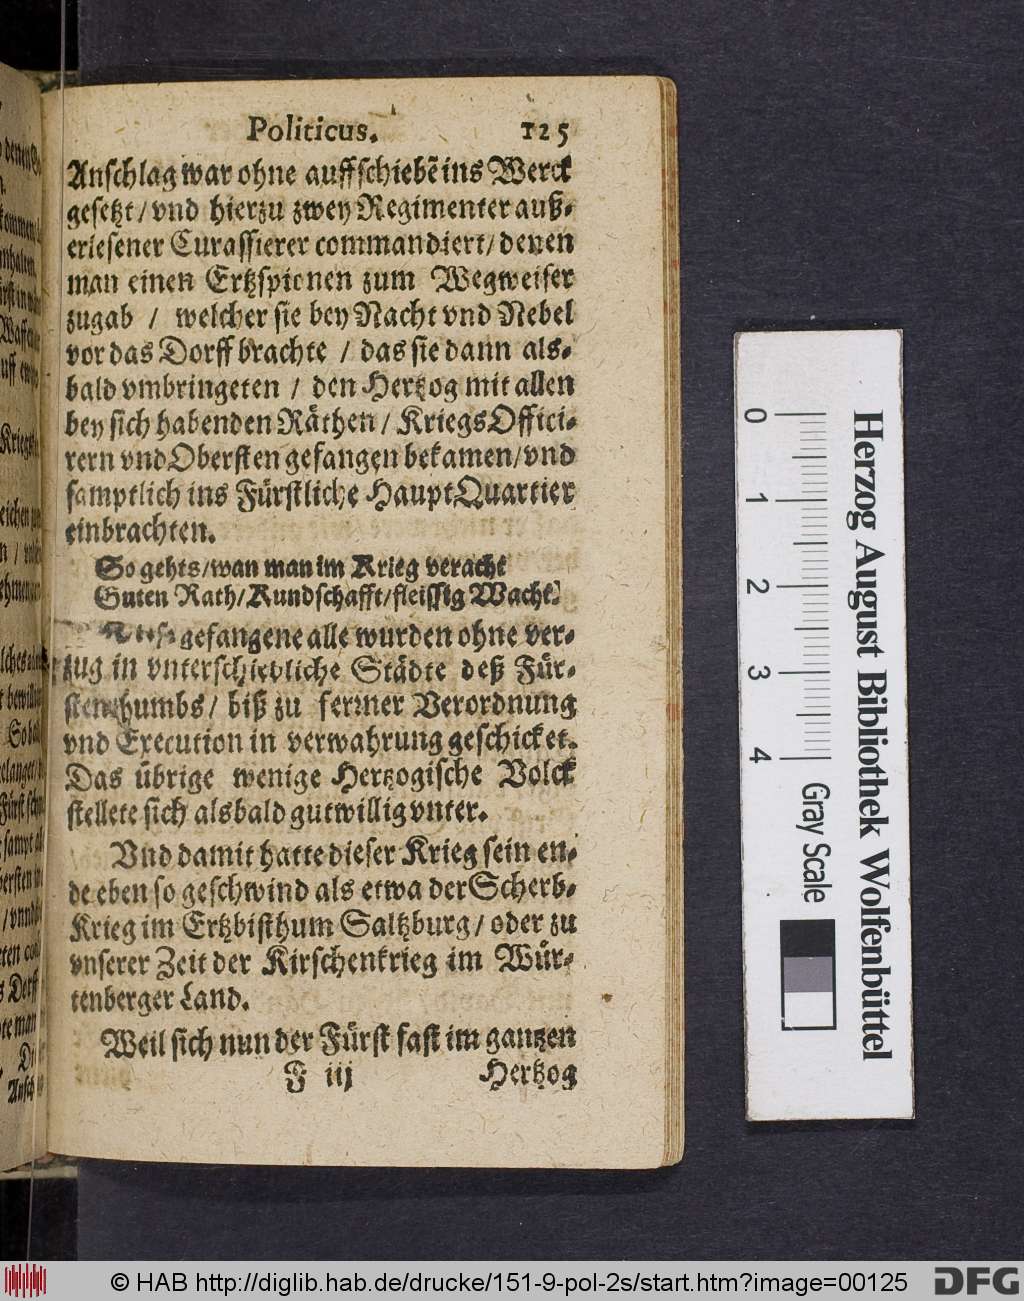 Politicus. 125
Anschlag war ohne auffschiebẽ ins Werck
gesetzt / vnd hierzu zwey Regimenter auß-
erlesener Curassierer commandiert / denen
man einen Ertzspionen zum Wegweiser
zugab / welcher sie bey Nacht vnd Nebel
vor das Dorff brachte / das sie dann als-
bald vmbringeten / den Hertzog mit allen
bey sich habenden Räthen / KriegsOffici-
rern vnd Obersten gefangen bekamen / vnd
samptlich ins Fürstliche HauptQuartier
einbrachten.
So gehts / wan man im Krieg veracht
Guten Rath / Kundschafft / fleissig Wacht.
gefangene alle wurden ohne ver-
zug in vnterschiedliche Städte deß Für-
stenthumbs / biß zu ferrner Verordnung
vnd Execution in verwahrung geschicket.
Das übrige wenige Hertzogische Volck
stellete sich alsbald gutwillig vnter.
Vnd damit hatte dieser Krieg sein en-
de eben so geschwind als etwa der Scherb-
Krieg im Ertzbisthum Saltzburg / oder zu
vnserer Zeit der Kirschenkrieg im Wür-
tenberger Land.
Weil sich nun der Fürst fast im gantzen
F iij Hertzog
Herzog August Bibliothek Wolfenbüttel
0 1 2 3 4 Gray Scale
© HAB http://diglib.hab.de/drucke/151-9-pol-2s/start.htm?image=00125 DFG